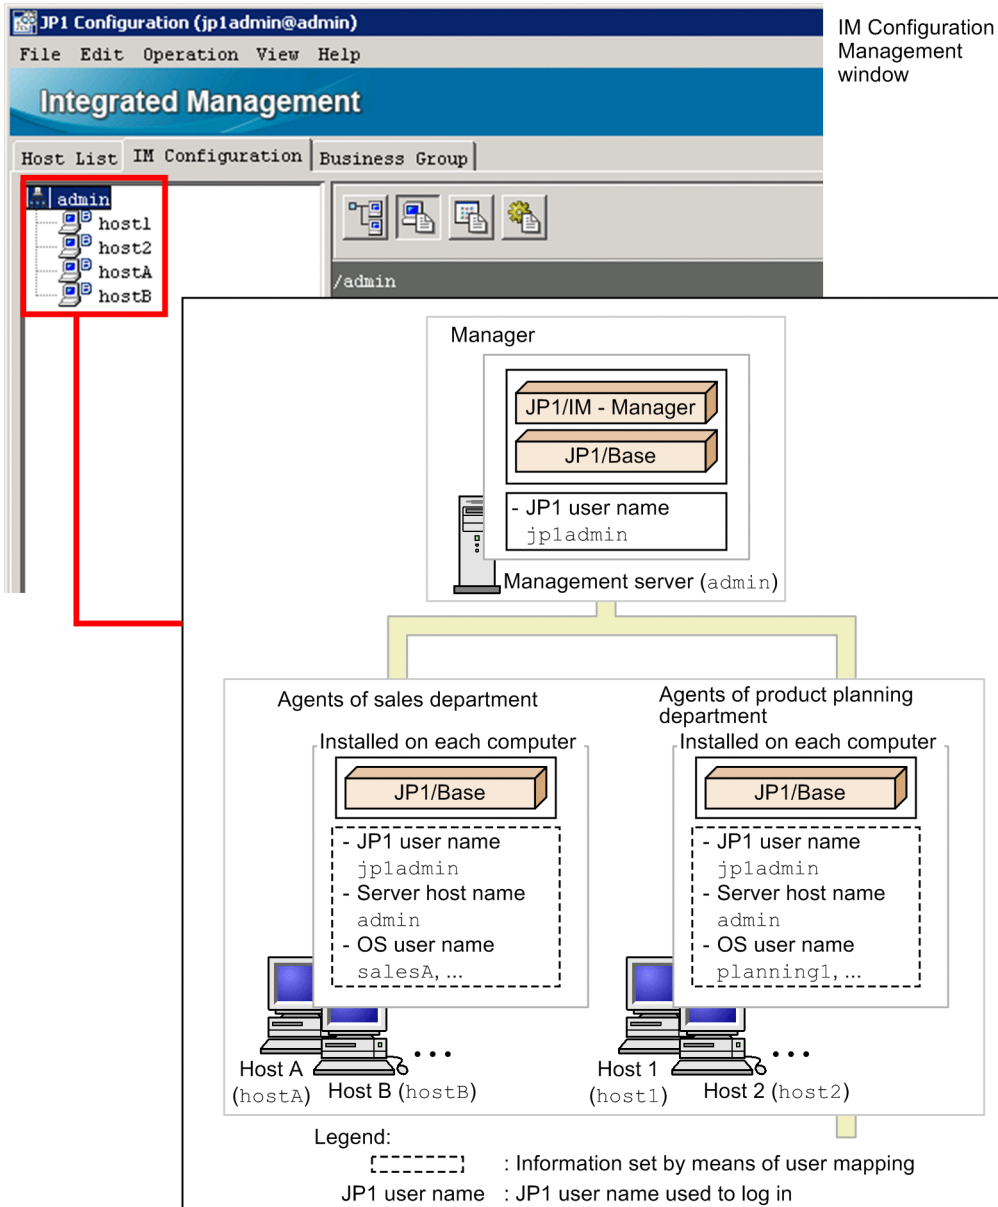 JP1 Configuration (jp1admin@admin)
IM Configuration
Management
window
File Edit Operation View Help
Integrated Management
Host List IM Configuration Business Group
admin
host1
host2
hostA
hostB
/admin
Manager
JP1/IM - Manager
JP1/Base
- JP1 user name
jp1admin
Management server (admin)
Agents of sales department
Agents of product planning
department
Installed on each computer
JP1/Base
- JP1 user name
jp1admin
- Server host name
admin
- OS user name
salesA, ...
Installed on each computer
JP1/Base
- JP1 user name
jp1admin
- Server host name
admin
- OS user name
planning1, ...
Host A
(hostA)
Host B (hostB)
...
Host 1
(host1)
Host 2 (host2)
...
Legend:
: Information set by means of user mapping
JP1 user name : JP1 user name used to log in